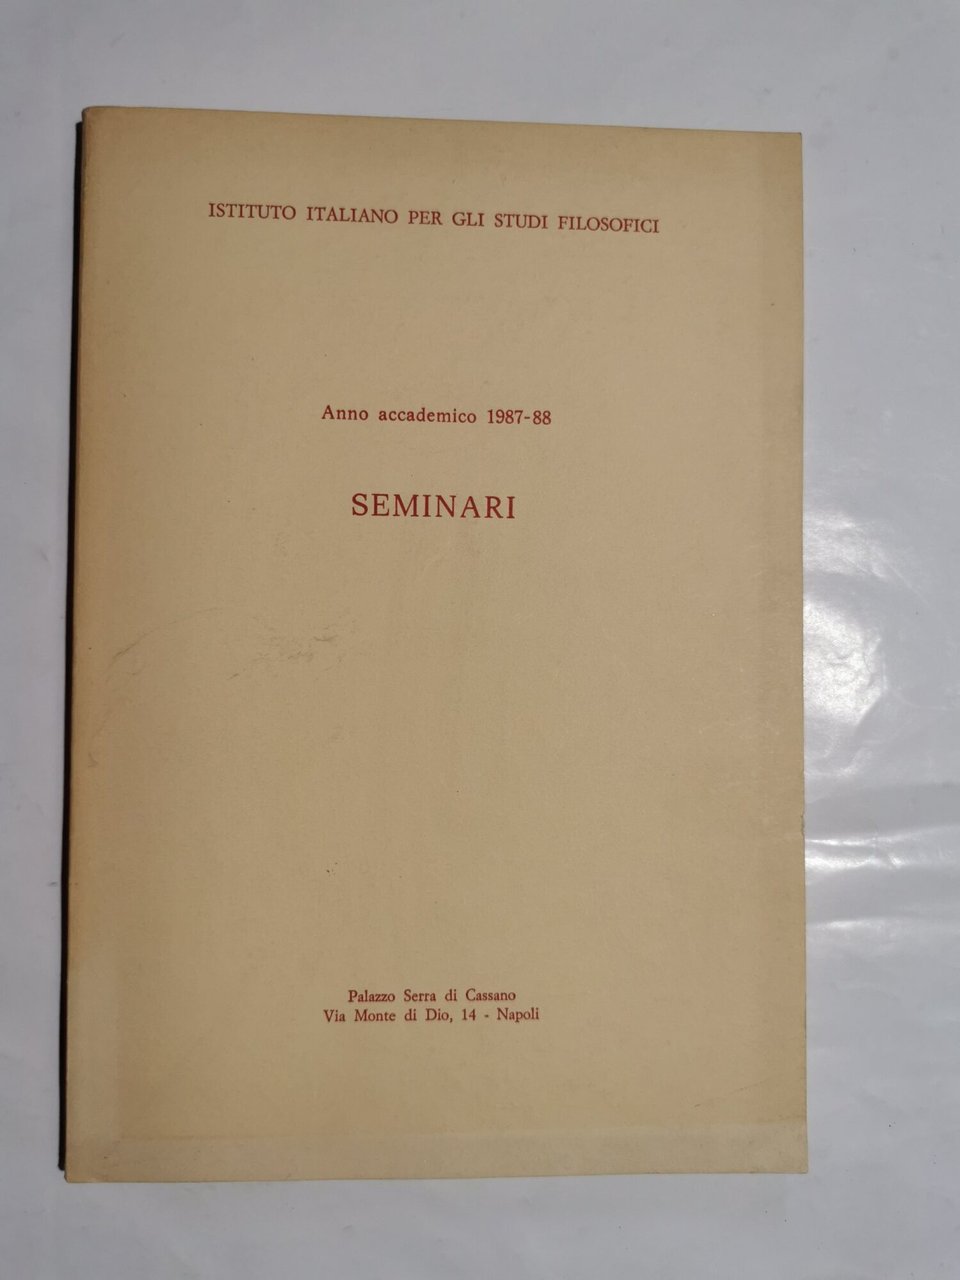 ISTITUTO ITALIANO PER GLI STUDI FILOSOFICI
Anno accademico 1987-88
SEMINARI
Palazzo Serra di Cassano
Via Monte di Dio, 14 - Napoli